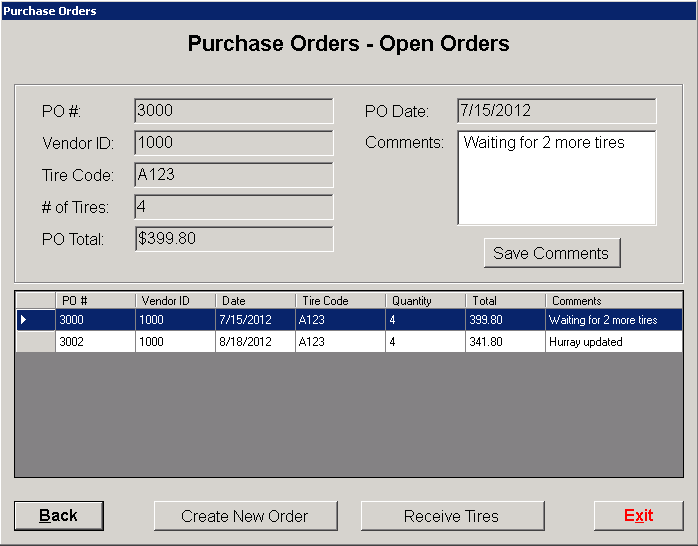 Purchase Orders
Purchase Orders - Open Orders
PO #: 3000 PO Date: 7/15/2012
Vendor ID: 1000 Comments: Waiting for 2 more tires
Tire Code: A123
# of Tires: 4
PO Total: $399.80
Save Comments
PO # Vendor ID Date Tire Code Quantity Total Comments
3000 1000 7/15/2012 A123 4 399.80 Waiting for 2 more tires
3002 1000 8/18/2012 A123 4 341.80 Hurray updated
Back Create New Order Receive Tires Exit